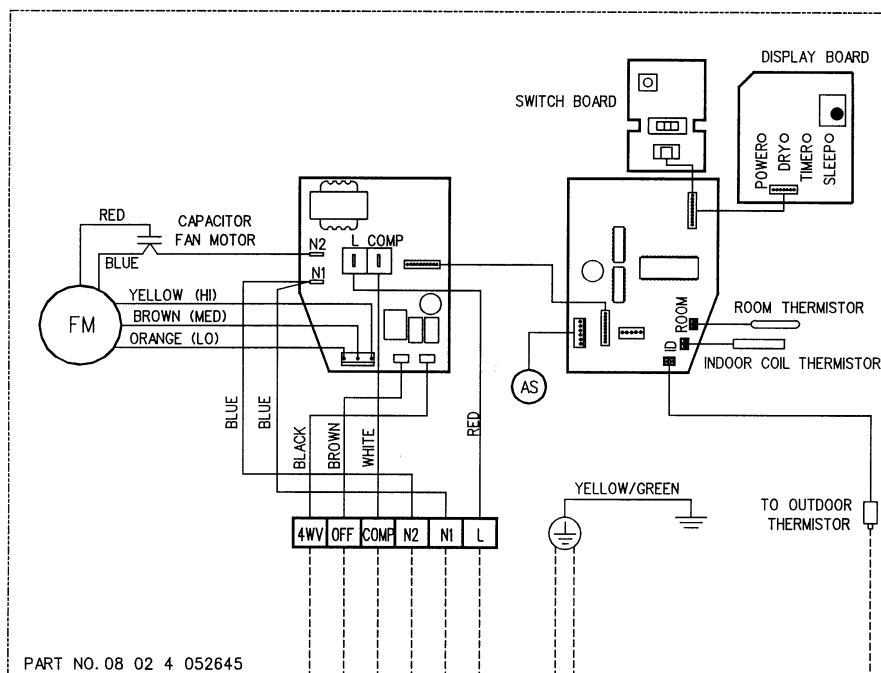 DISPLAY BOARD
SWITCH BOARD
POWER
DRY
TIMER
SLEEP
RED
CAPACITOR
FAN MOTOR
BLUE
N2
L COMP
N1
YELLOW (HI)
BROWN (MED)
ORANGE (LO)
FM
ROOM
ROOM THERMISTOR
ID
INDOOR COIL THERMISTOR
AS
BLUE
BLUE
BLACK
BROWN
WHITE
RED
YELLOW/GREEN
TO OUTDOOR
THERMISTOR
4WV OFF COMP N2 N1 L
PART NO. 08 02 4 052645